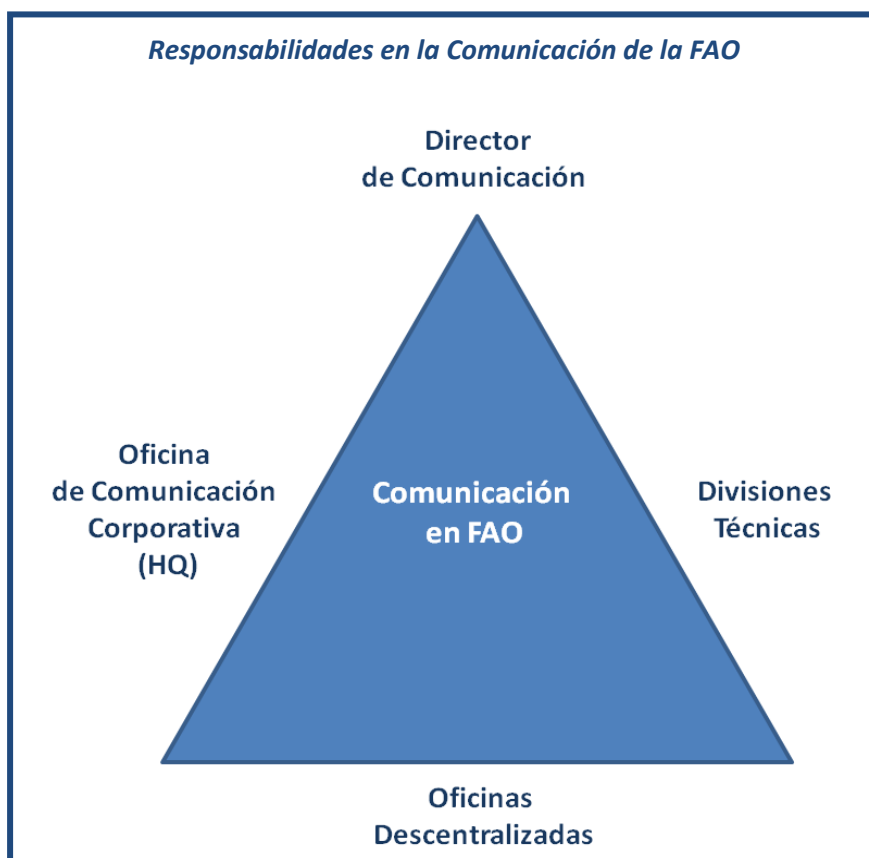 Responsabilidades en la Comunicación de la FAO
Director
de Comunicación
Oficina
de Comunicación
Corporativa
(HQ)
Comunicación
en FAO
Divisiones
Técnicas
Oficinas
Descentralizadas